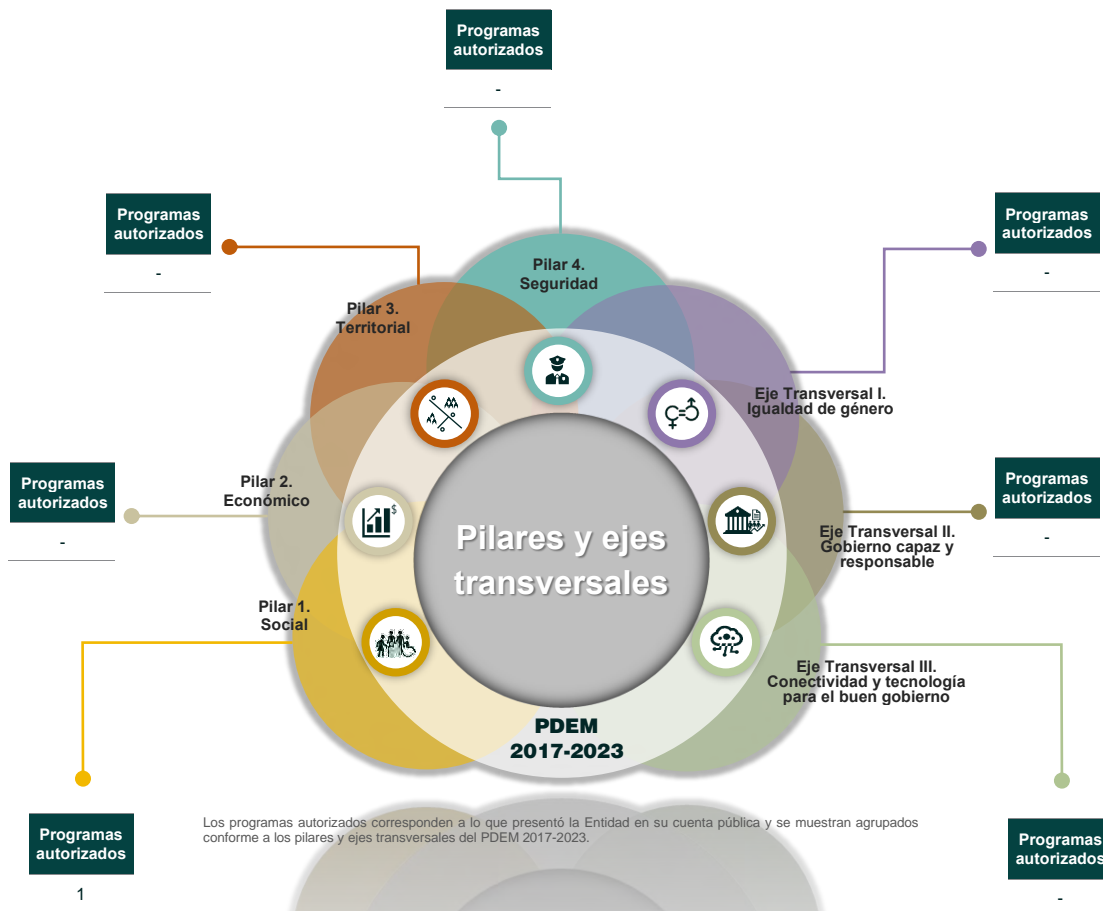 Programas
autorizados
-
Programas
autorizados
-
Programas
autorizados
-
Pilar 4.
Seguridad
Pilar 3.
Territorial
Eje Transversal I.
Igualdad de género
Programas
autorizados
-
Pilar 2.
Económico
$
Programas
autorizados
-
Eje Transversal II.
Gobierno capaz y
responsable
Pilares y ejes
transversales
Pilar 1.
Social
Eje Transversal III.
Conectividad y tecnología
para el buen gobierno
PDEM
2017-2023
Programas
autorizados
1
Los programas autorizados corresponden a lo que presentó la Entidad en su cuenta pública y se muestran agrupados
conforme a los pilares y ejes transversales del PDEM 2017-2023.
Programas
autorizados
-